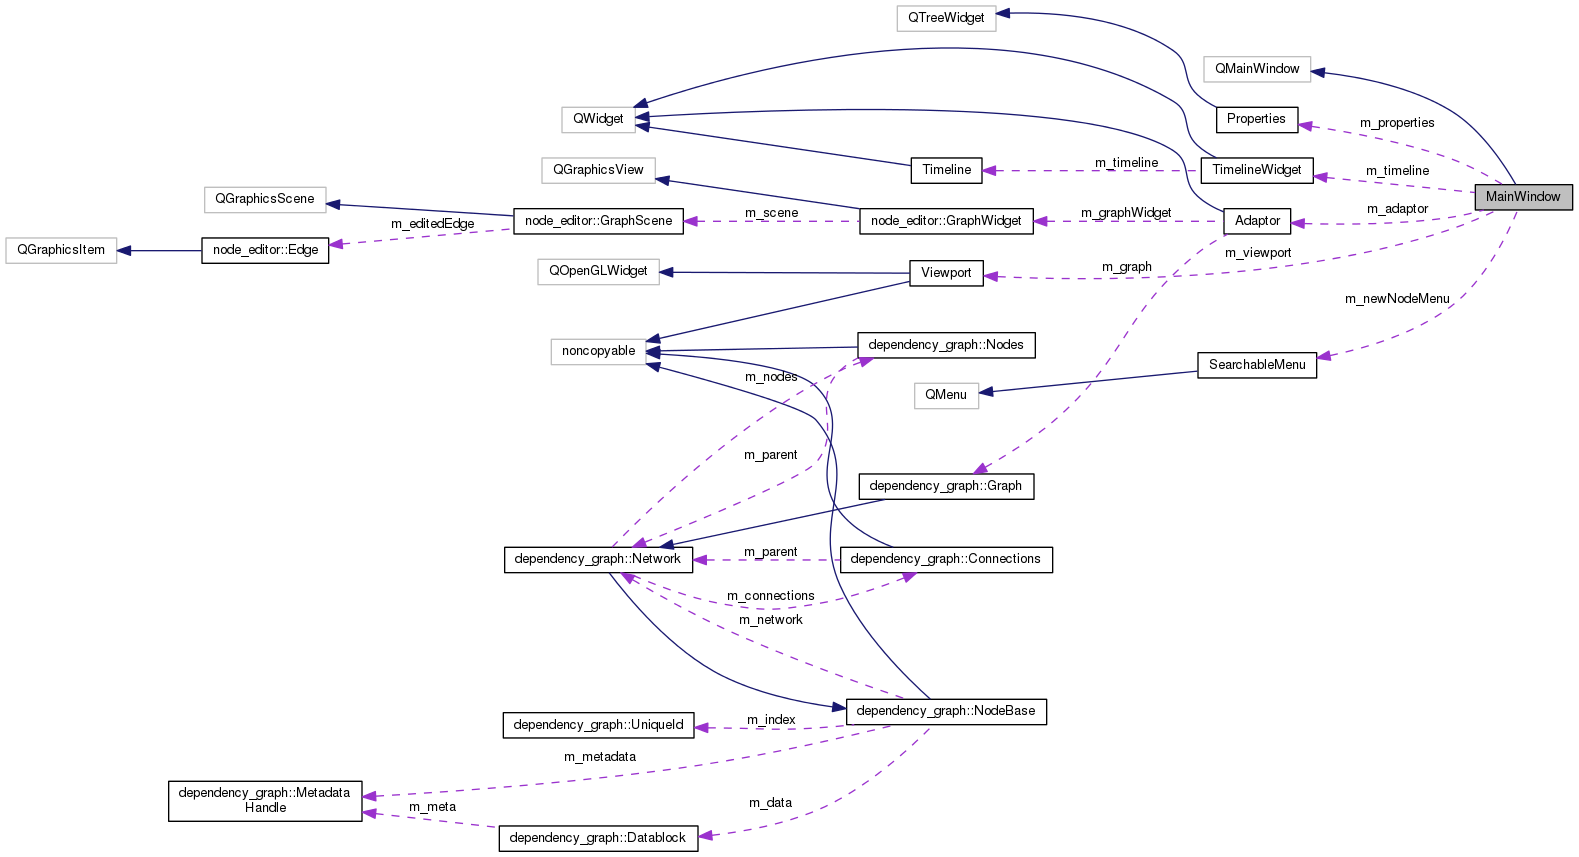 QTreeWidget
QMainWindow
QWidget
Properties
m_properties
QGraphicsView
Timeline
m_timeline
TimelineWidget
m_timeline
MainWindow
QGraphicsScene
m_editedEdge
node_editor::GraphScene
m_scene
node_editor::GraphWidget
m_graphWidget
Adaptor
m_adaptor
QGraphicsItem
node_editor::Edge
QOpenGLWidget
Viewport
m_graph
m_viewport
m_newNodeMenu
noncopyable
dependency_graph::Nodes
SearchableMenu
m_nodes
QMenu
m_parent
dependency_graph::Graph
dependency_graph::Network
m_parent
dependency_graph::Connections
m_connections
m_network
dependency_graph::NodeBase
dependency_graph::UniqueId
m_index
m_metadata
dependency_graph::Metadata
Handle
m_meta
m_data
dependency_graph::Datablock